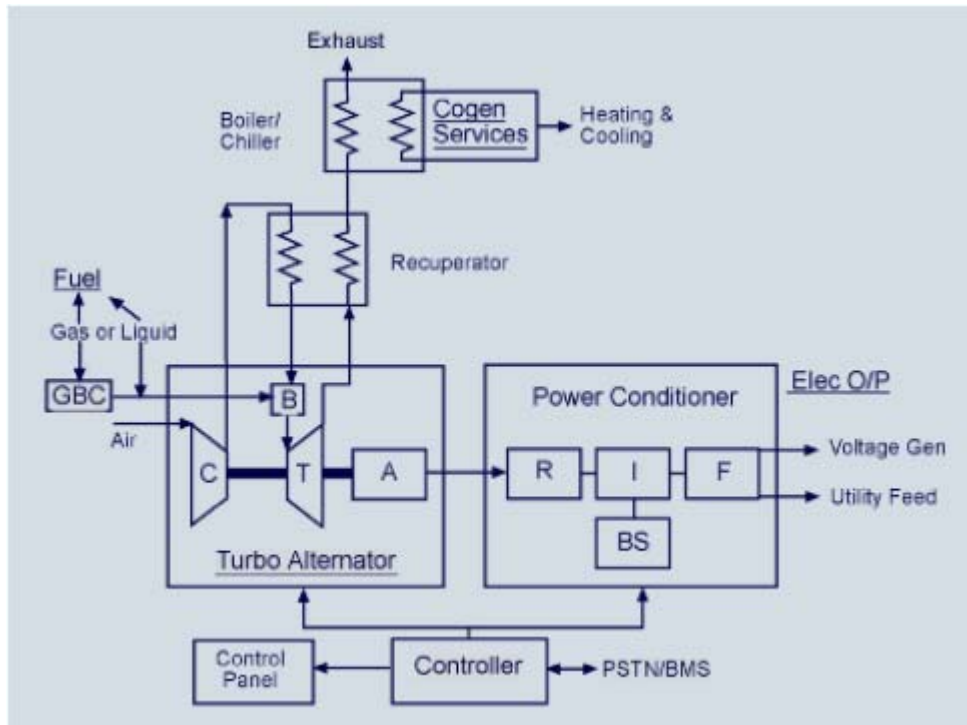 Exhaust
Boiler/
Chiller
Cogen
Services
Heating &
Cooling
Recuperator
Fuel
Gas or Liquid
GBC
B
Air
C
T
A
Turbo Alternator
Power Conditioner
Elec O/P
R
I
F
BS
Voltage Gen
Utility Feed
Control
Panel
Controller
PSTN/BMS